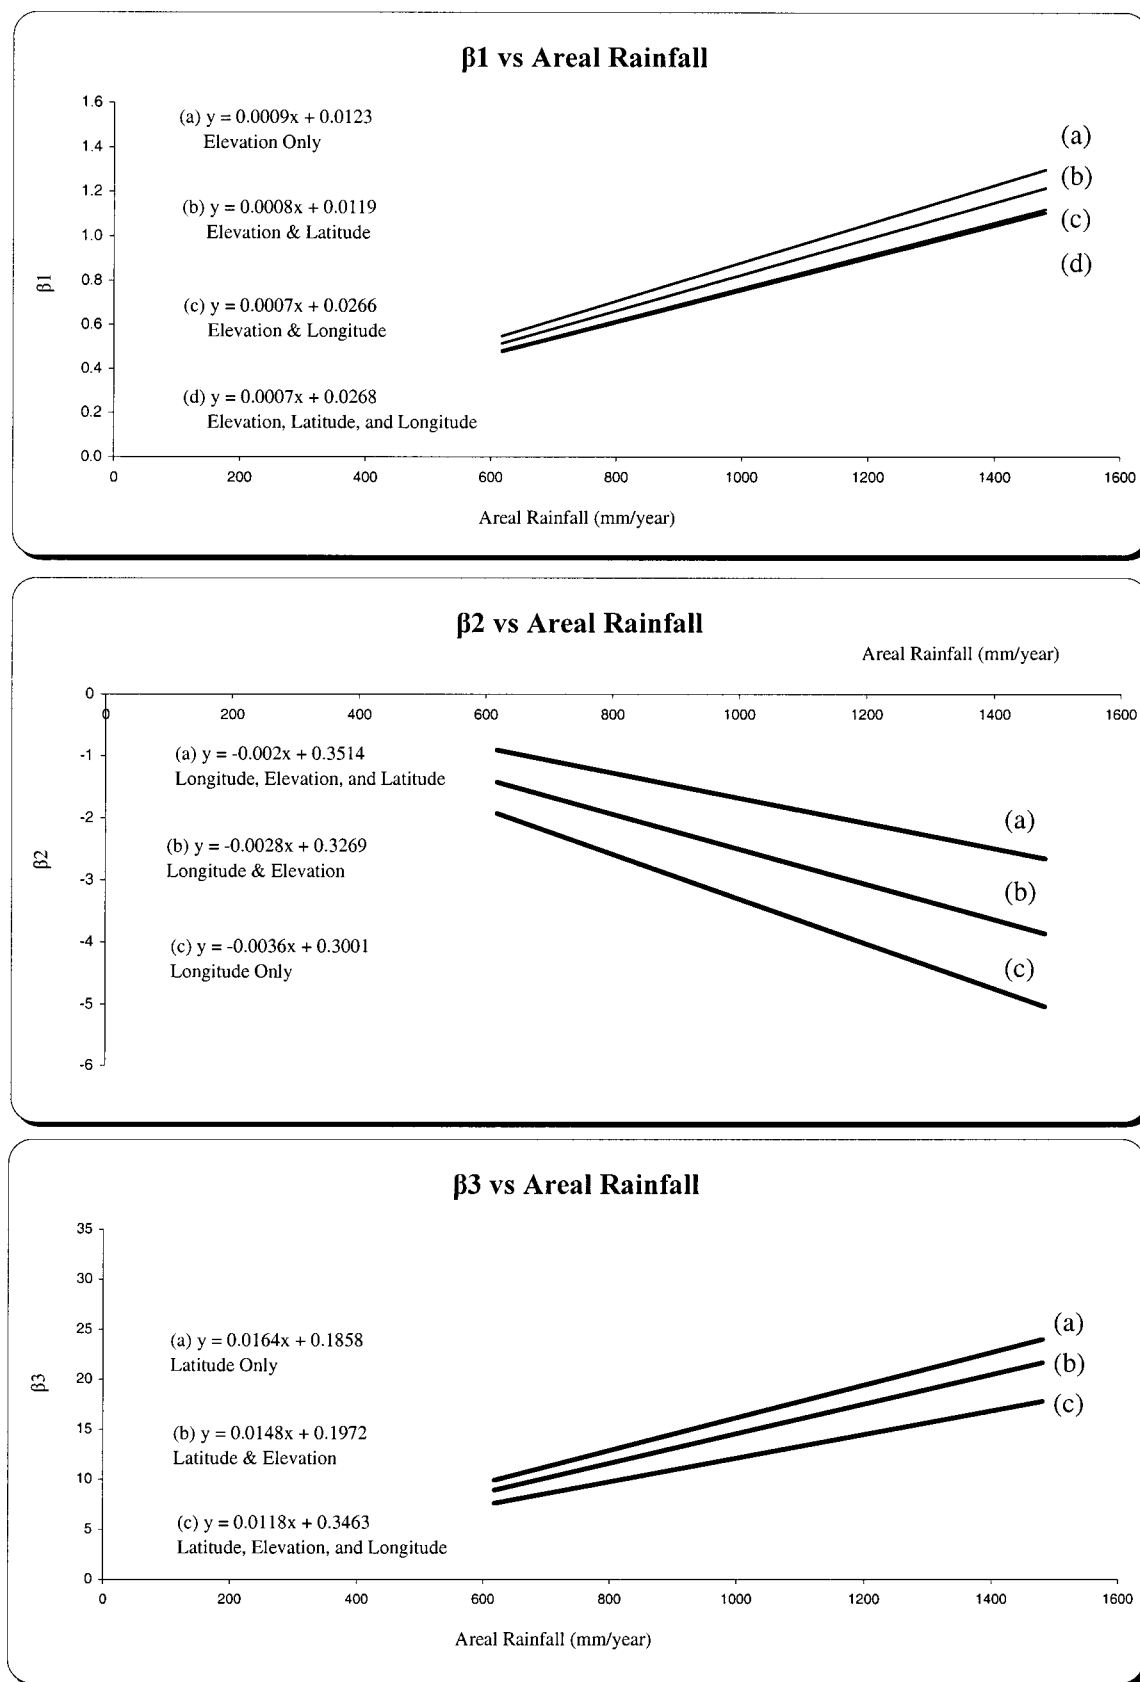 β1 vs Areal Rainfall
1.6
1.4
1.2
1.0
0.8
0.6
0.4
0.2
0.0
β1
(a) y = 0.0009x + 0.0123
Elevation Only
(b) y = 0.0008x + 0.0119
Elevation & Latitude
(c) y = 0.0007x + 0.0266
Elevation & Longitude
(d) y = 0.0007x + 0.0268
Elevation, Latitude, and Longitude
(a)
(b)
(c)
(d)
0 200 400 600 800 1000 1200 1400 1600
Areal Rainfall (mm/year)
β2 vs Areal Rainfall
Areal Rainfall (mm/year)
0
-1
-2
-3
-4
-5
-6
β2
0 200 400 600 800 1000 1200 1400 1600
(a) y = -0.002x + 0.3514
Longitude, Elevation, and Latitude
(b) y = -0.0028x + 0.3269
Longitude & Elevation
(c) y = -0.0036x + 0.3001
Longitude Only
(a)
(b)
(c)
β3 vs Areal Rainfall
35
30
25
20
15
10
5
0
β3
(a) y = 0.0164x + 0.1858
Latitude Only
(b) y = 0.0148x + 0.1972
Latitude & Elevation
(c) y = 0.0118x + 0.3463
Latitude, Elevation, and Longitude
(a)
(b)
(c)
0 200 400 600 800 1000 1200 1400 1600
Areal Rainfall (mm/year)